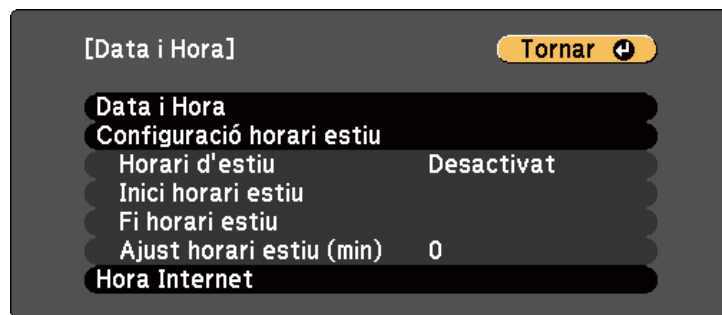 [Data i Hora] Tornar
Data i Hora
Configuració horari estiu
Horari d'estiu Desactivat
Inici horari estiu
Fi horari estiu
Ajust horari estiu (min) 0
Hora Internet